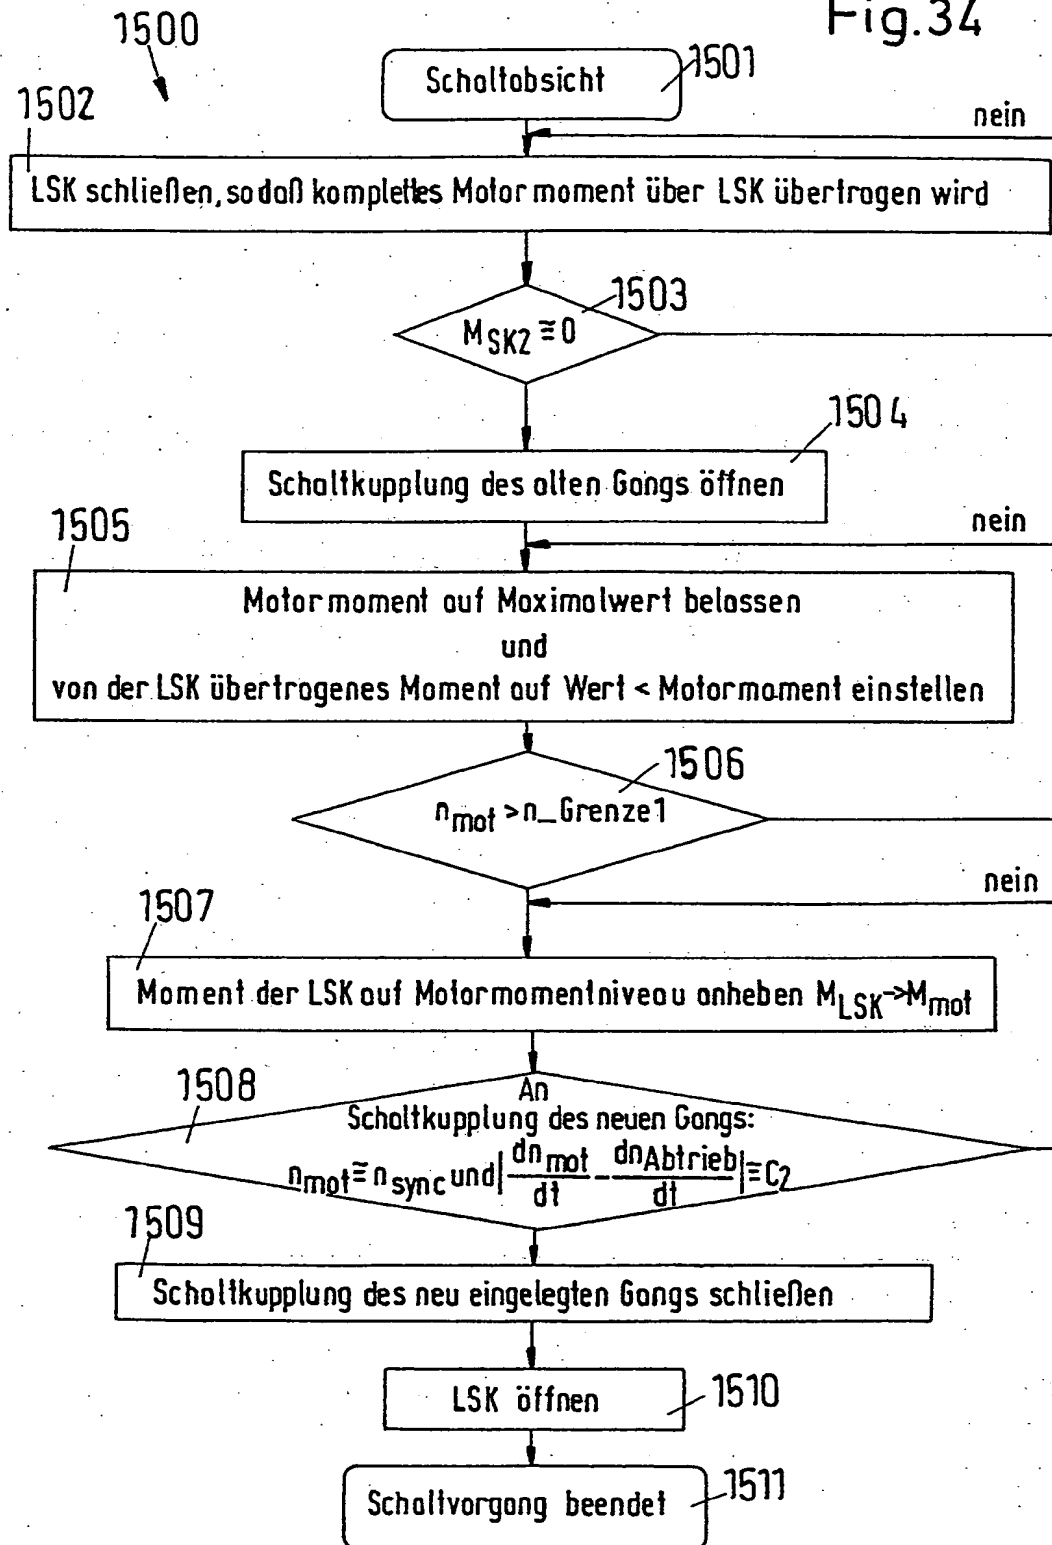 Fig.34
1500
Schaltabsicht
1501
nein
1502
LSK schließen, sodaß komplettes Motormoment über LSK übertragen wird
1503
M_SK2 ≅ 0
1504
Schaltkupplung des alten Gangs öffnen
nein
1505
Motormoment auf Maximalwert belassen
und
von der LSK übertragenes Moment auf Wert < Motormoment einstellen
1506
n_mot > n_Grenze1
nein
1507
Moment der LSK auf Motormomentniveau anheben M_LSK → M_mot
1508
An
Schaltkupplung des neuen Gangs:
n_mot ≅ n_sync und |dn_mot/dt - dn_Abtrieb/dt| ≅ C_2
1509
Schaltkupplung des neu eingelegten Gangs schließen
LSK öffnen
1510
Schaltvorgang beendet
1511